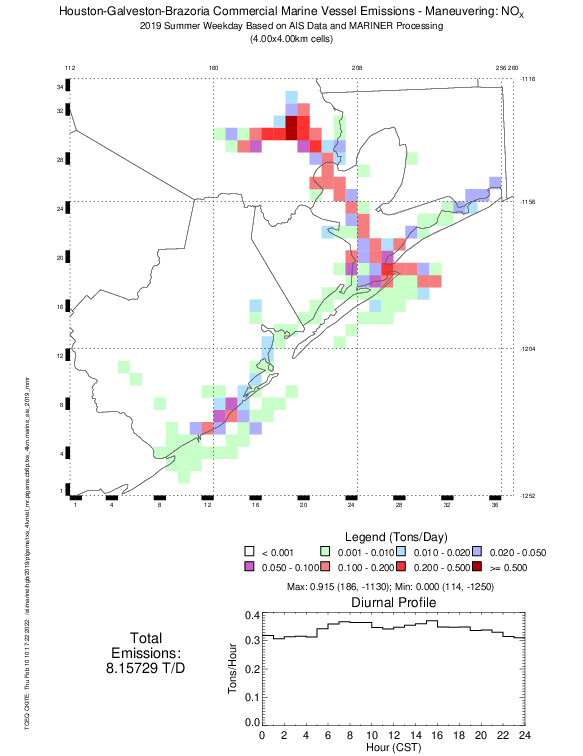 Houston-Galveston-Brazoria Commercial Marine Vessel Emissions - Maneuvering: NOX
2019 Summer Weekday Based on AIS Data and MARINER Processing
(4.00x4.00km cells)
112 160 208 256 260
34 -1116
32
28
24 -1156
20
16
12 -1204
8
4
1 -1252
1 4 8 12 16 20 24 28 32 36
Legend (Tons/Day)
< 0.001 0.001 - 0.010 0.010 - 0.020 0.020 - 0.050
0.050 - 0.100 0.100 - 0.200 0.200 - 0.500 >= 0.500
Max: 0.915 (186, -1130); Min: 0.000 (114, -1250)
Total
Emissions:
8.15729 T/D
Diurnal Profile
Tons/Hour
0.4
0.3
0.2
0.1
0.0
0 2 4 6 8 10 12 14 16 18 20 22 24
Hour (CST)